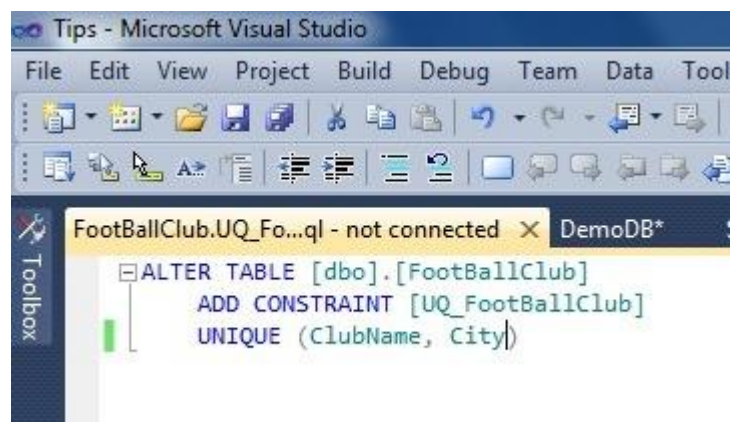 Tips - Microsoft Visual Studio
File Edit View Project Build Debug Team Data Tool
FootBallClub.UQ_Fo...ql - not connected DemoDB*
Toolbox
ALTER TABLE [dbo].[FootBallClub]
ADD CONSTRAINT [UQ_FootBallClub]
UNIQUE (ClubName, City)